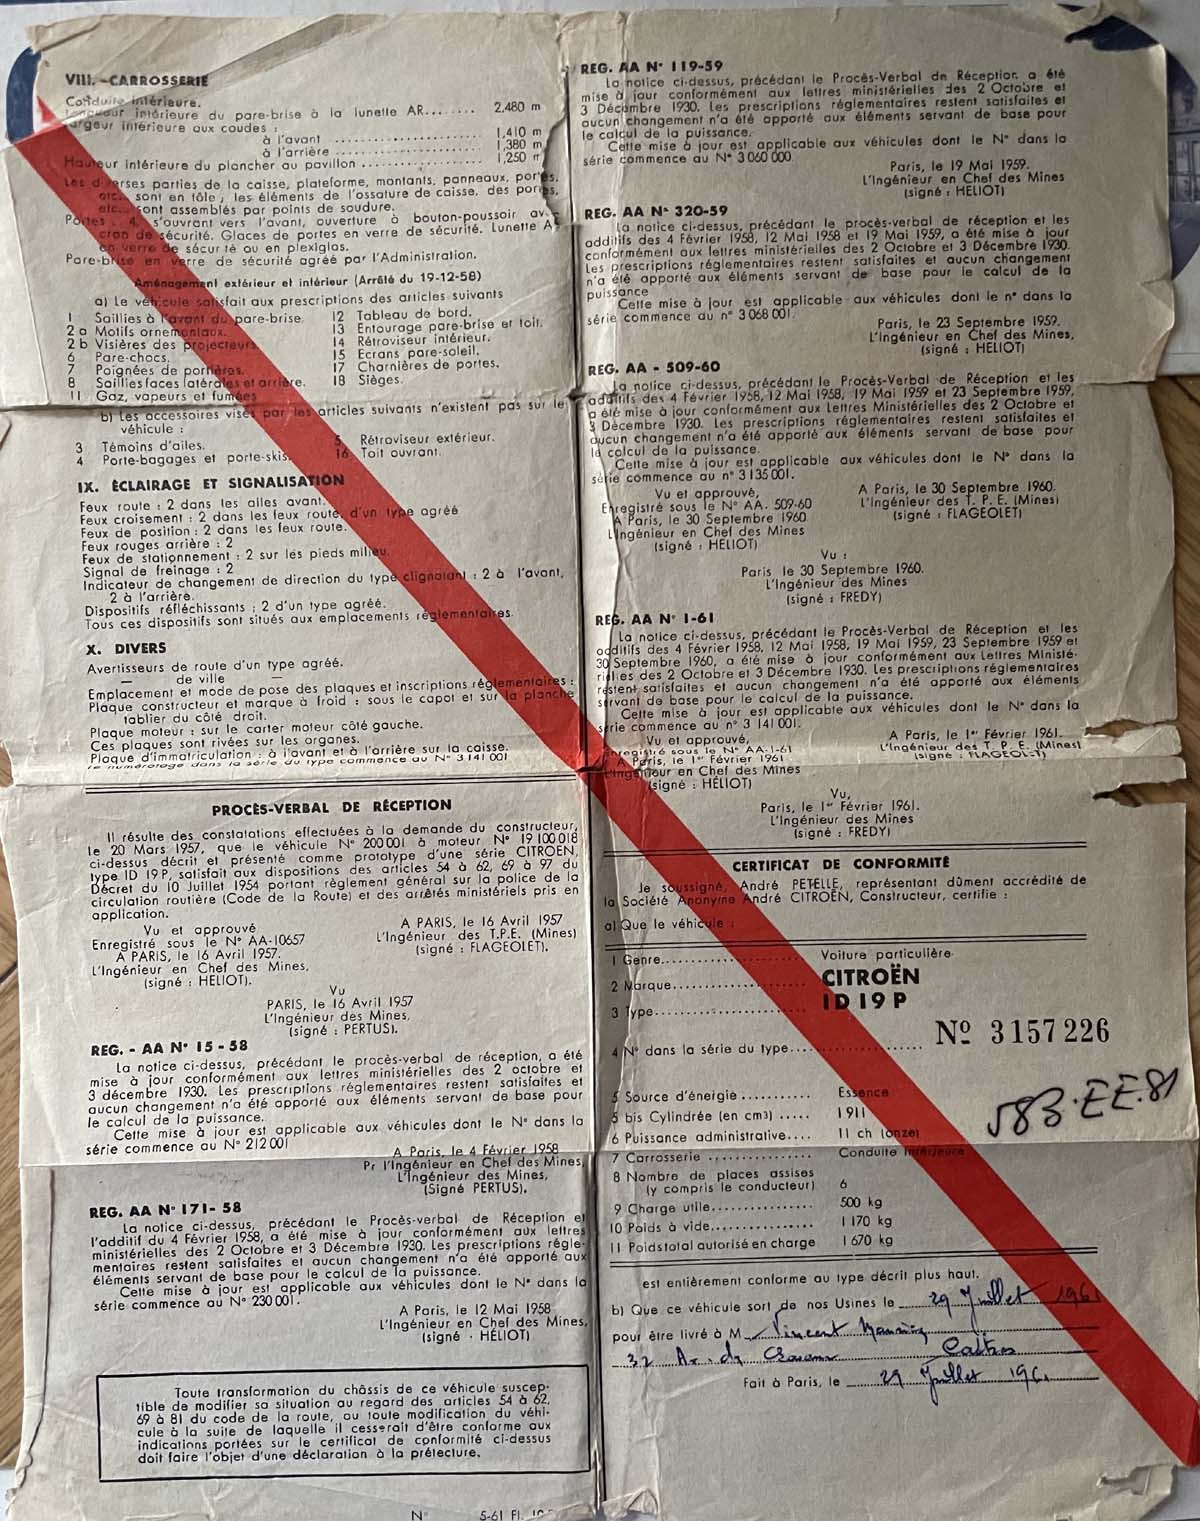 VIII. - CARROSSERIE
Conduite intérieure.
Longueur intérieure du pare-brise à la lunette AR....... 2,480 m
Largeur intérieure aux coudes :
à l'avant .......................... 1,410 m
à l'arrière .......................... 1,380 m
Hauteur intérieure du plancher au pavillon .................. 1,250 m
Les diverses parties de la caisse, plateforme, montants, panneaux, portes,
etc... sont en tôle ; les éléments de l'ossature de caisse, des portes,
etc... sont assemblés par points de soudure.
Portes : 4, s'ouvrant vers l'avant, ouverture à bouton-poussoir avec
cran de sécurité. Glaces de portes en verre de sécurité. Lunette AR
en verre de sécurité ou en plexiglas.
Pare-brise en verre de sécurité agréé par l'Administration.
Aménagement extérieur et intérieur (Arrêté du 19-12-58)
a) Le véhicule satisfait aux prescriptions des articles suivants
1 Saillies à l'avant du pare-brise. 12 Tableau de bord.
2 a Motifs ornementaux. 13 Entourage pare-brise et toit.
2 b Visières des projecteurs. 14 Rétroviseur intérieur.
6 Pare-chocs. 15 Ecrans pare-soleil.
7 Poignées de portières. 17 Charnières de portes.
8 Saillies faces latérales et arrière. 18 Sièges.
11 Gaz, vapeurs et fumées
b) Les accessoires visés par les articles suivants n'existent pas sur le
véhicule :
3 Témoins d'ailes. 5 Rétroviseur extérieur.
4 Porte-bagages et porte-skis. 16 Toit ouvrant.
IX. ÉCLAIRAGE ET SIGNALISATION
Feux route : 2 dans les ailes avant.
Feux croisement : 2 dans les feux route, d'un type agréé
Feux de position : 2 dans les feux route.
Feux rouges arrière : 2
Feux de stationnement : 2 sur les pieds milieu.
Signal de freinage : 2
Indicateur de changement de direction du type clignotant : 2 à l'avant,
2 à l'arrière.
Dispositifs réfléchissants : 2 d'un type agréé.
Tous ces dispositifs sont situés aux emplacements réglementaires.
X. DIVERS
Avertisseurs de route d'un type agréé.
— de ville —
Emplacement et mode de pose des plaques et inscriptions réglementaires :
Plaque constructeur et marque à froid : sous le capot et sur la planche
tablier du côté droit.
Plaque moteur : sur le carter moteur côté gauche.
Ces plaques sont rivées sur les organes.
Plaque d'immatriculation : à l'avant et à l'arrière sur la caisse.
Le numérotage dans la série du type commence au N° 3 141 001
PROCÈS-VERBAL DE RÉCEPTION
Il résulte des constatations effectuées à la demande du constructeur,
le 20 Mars 1957, que le véhicule N° 200 001 à moteur N° 19 100 018
ci-dessus décrit et présenté comme prototype d'une série CITROËN,
type ID 19 P, satisfait aux dispositions des articles 54 à 62, 69 à 97 du
Décret du 10 Juillet 1954 portant règlement général sur la police de la
circulation routière (Code de la Route) et des arrêtés ministériels pris en
application.
Vu et approuvé
Enregistré sous le N° AA-10657
A PARIS, le 16 Avril 1957.
L'Ingénieur en Chef des Mines,
(signé : HELIOT).
A PARIS, le 16 Avril 1957
L'Ingénieur des T.P.E. (Mines)
(signé : FLAGEOLET).
Vu
PARIS, le 16 Avril 1957
L'Ingénieur des Mines,
(signé : PERTUS).
REG. - AA N° 15 - 58
La notice ci-dessus, précédant le procès-verbal de réception, a été
mise à jour conformément aux lettres ministérielles des 2 octobre et
3 décembre 1930. Les prescriptions réglementaires restent satisfaites et
aucun changement n'a été apporté aux éléments servant de base pour
le calcul de la puissance.
Cette mise à jour est applicable aux véhicules dont le N° dans la
série commence au N° 212 001
A Paris, le 4 Février 1958
Pr l'Ingénieur en Chef des Mines,
L'Ingénieur des Mines,
(Signé PERTUS).
REG. AA N° 171 - 58
La notice ci-dessus, précédant le Procès-verbal de Réception et
l'additif du 4 Février 1958, a été mise à jour conformément aux lettres
ministérielles des 2 Octobre et 3 Décembre 1930. Les prescriptions régle-
mentaires restent satisfaites et aucun changement n'a été apporté aux
éléments servant de base pour le calcul de la puissance.
Cette mise à jour est applicable aux véhicules dont le N° dans la
série commence au N° 230 001.
A Paris, le 12 Mai 1958
L'Ingénieur en Chef des Mines,
(signé · HÉLIOT)
Toute transformation du châssis de ce véhicule suscep-
tible de modifier sa situation au regard des articles 54 à 62,
69 à 81 du code de la route, ou toute modification du véhi-
cule à la suite de laquelle il cesserait d'être conforme aux
indications portées sur le certificat de conformité ci-dessus
doit faire l'objet d'une déclaration à la préfecture.
N° 5-61 Fl.
REG. AA N° 119-59
La notice ci-dessus, précédant le Procès-Verbal de Réception a été
mise à jour conformément aux lettres ministérielles des 2 Octobre et
3 Décembre 1930. Les prescriptions réglementaires restent satisfaites et
aucun changement n'a été apporté aux éléments servant de base pour
le calcul de la puissance.
Cette mise à jour est applicable aux véhicules dont le N° dans la
série commence au N° 3 060 000.
Paris, le 19 Mai 1959.
L'Ingénieur en Chef des Mines
(signé : HELIOT)
REG. AA N° 320-59
La notice ci-dessus, précédant le procès-verbal de réception et les
additifs des 4 Février 1958, 12 Mai 1958 et 19 Mai 1959, a été mise à jour
conformément aux lettres ministérielles des 2 Octobre et 3 Décembre 1930.
Les prescriptions réglementaires restent satisfaites et aucun changement
n'a été apporté aux éléments servant de base pour le calcul de la
puissance
Cette mise à jour est applicable aux véhicules dont le n° dans la
série commence au n° 3 068 001.
Paris, le 23 Septembre 1959.
L'Ingénieur en Chef des Mines,
(signé : HELIOT)
REG. AA - 509-60
La notice ci-dessus, précédant le Procès-Verbal de Réception et les
additifs des 4 Février 1958, 12 Mai 1958, 19 Mai 1959 et 23 Septembre 1959,
a été mise à jour conformément aux Lettres Ministérielles des 2 Octobre et
3 Décembre 1930. Les prescriptions réglementaires restent satisfaites et
aucun changement n'a été apporté aux éléments servant de base pour
le calcul de la puissance.
Cette mise à jour est applicable aux véhicules dont le N° dans la
série commence au n° 3 135 001.
Vu et approuvé,
Enregistré sous le N° AA. 509-60
A Paris, le 30 Septembre 1960
L'Ingénieur en Chef des Mines
(signé : HÉLIOT)
A Paris, le 30 Septembre 1960.
L'Ingénieur des T. P. E. (Mines)
(signé : FLAGEOLET)
Vu :
Paris le 30 Septembre 1960.
L'Ingénieur des Mines
(signé : FREDY)
REG. AA N° 1-61
La notice ci-dessus, précédant le Procès-Verbal de Réception et les
additifs des 4 Février 1958, 12 Mai 1958, 19 Mai 1959, 23 Septembre 1959 et
30 Septembre 1960, a été mise à jour conformément aux Lettres Ministé-
rielles des 2 Octobre et 3 Décembre 1930. Les prescriptions réglementaires
restent satisfaites et aucun changement n'a été apporté aux éléments
servant de base pour le calcul de la puissance.
Cette mise à jour est applicable aux véhicules dont le N° dans la
série commence au n° 3 141 001.
Vu et approuvé,
Enregistré sous le N° AA-1-61
A Paris, le 1er Février 1961
L'Ingénieur en Chef des Mines
(signé : HÉLIOT)
A Paris, le 1er Février 1961.
L'Ingénieur des T. P. E. (Mines)
(signé : FLAGEOLET)
Vu,
Paris, le 1er Février 1961.
L'Ingénieur des Mines
(signé : FREDY)
CERTIFICAT DE CONFORMITÉ
Je soussigné, André PETELLE, représentant dûment accrédité de
la Société Anonyme André CITROËN, Constructeur, certifie :
a) Que le véhicule :
1 Genre.................... Voiture particulière
2 Marque.................... CITROËN
3 Type.................... ID 19 P
4 N° dans la série du type.................... No 3157226
5 Source d'énergie.......... Essence
583.EE.81
5 bis Cylindrée (en cm3) ..... 1 911
6 Puissance administrative.... 11 ch (onze)
7 Carrosserie .............. Conduite intérieure
8 Nombre de places assises
(y compris le conducteur) 6
9 Charge utile............... 500 kg
10 Poids à vide............... 1 170 kg
11 Poids total autorisé en charge 1 670 kg
est entièrement conforme au type décrit plus haut.
b) Que ce véhicule sort de nos Usines le 29 Juillet 1961
pour être livré à M Vincent
32 Av. du Castres
Fait à Paris, le 29 Juillet 1961